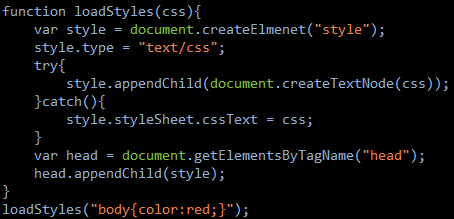 function loadStyles(css){
    var style = document.createElmenet("style");
    style.type = "text/css";
    try{
        style.appendChild(document.createTextNode(css));
    }catch(){
        style.styleSheet.cssText = css;
    }
    var head = document.getElementsByTagName("head");
    head.appendChild(style);
}
loadStyles("body{color:red;}");